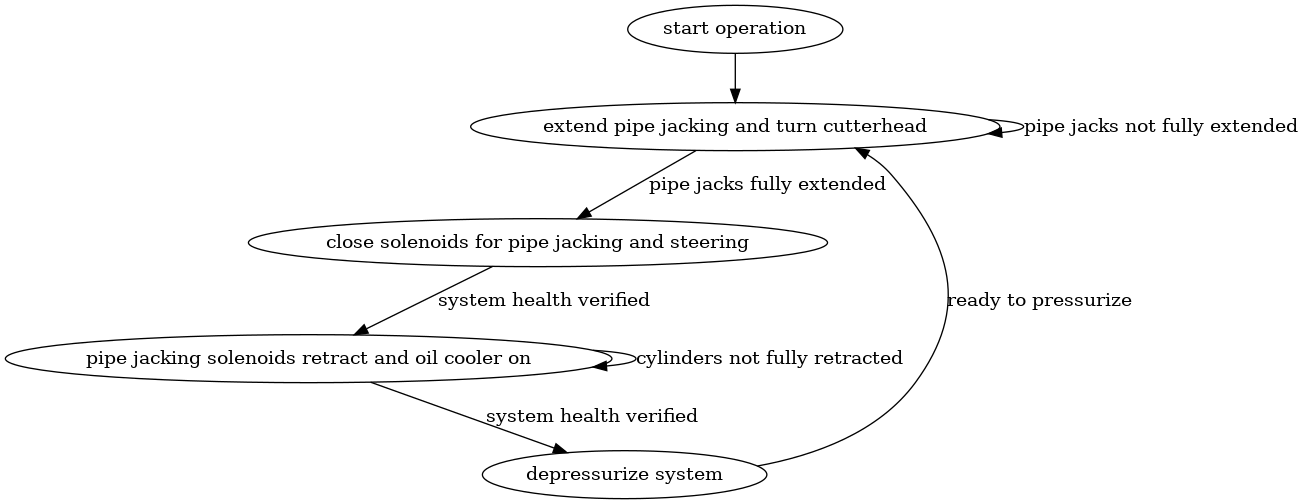 start operation
extend pipe jacking and turn cutterhead
pipe jacks not fully extended
pipe jacks fully extended
close solenoids for pipe jacking and steering
system health verified
ready to pressurize
pipe jacking solenoids retract and oil cooler on
cylinders not fully retracted
system health verified
depressurize system